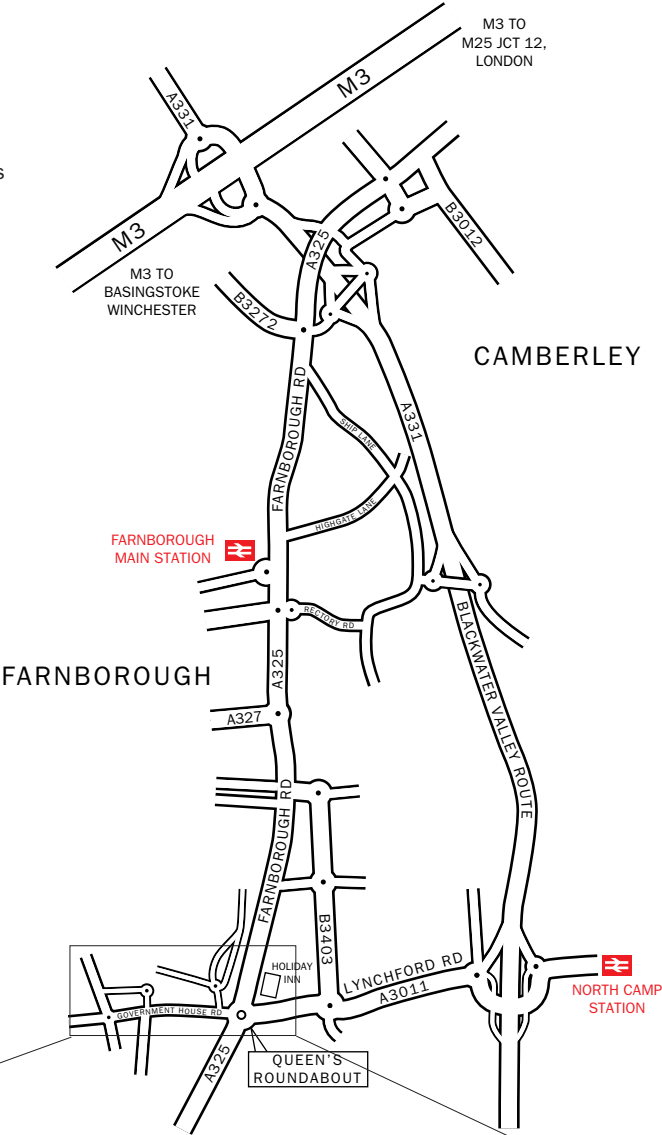 M3 TO
M25 JCT 12,
LONDON
M3
A331
S
M3
A325
B3012
M3 TO
BASINGSTOKE
WINCHESTER
B3272
CAMBERLEY
FARNBOROUGH RD
SHIP LANE
A331
HIGHGATE LANE
FARNBOROUGH
MAIN STATION
RECTORY RD
BLACKWATER VALLEY ROUTE
FARNBOROUGH
A325
A327
FARNBOROUGH RD
B3403
LYNCHFORD RD
A3011
HOLIDAY
INN
NORTH CAMP
STATION
GOVERNMENT HOUSE RD
A325
QUEEN'S
ROUNDABOUT